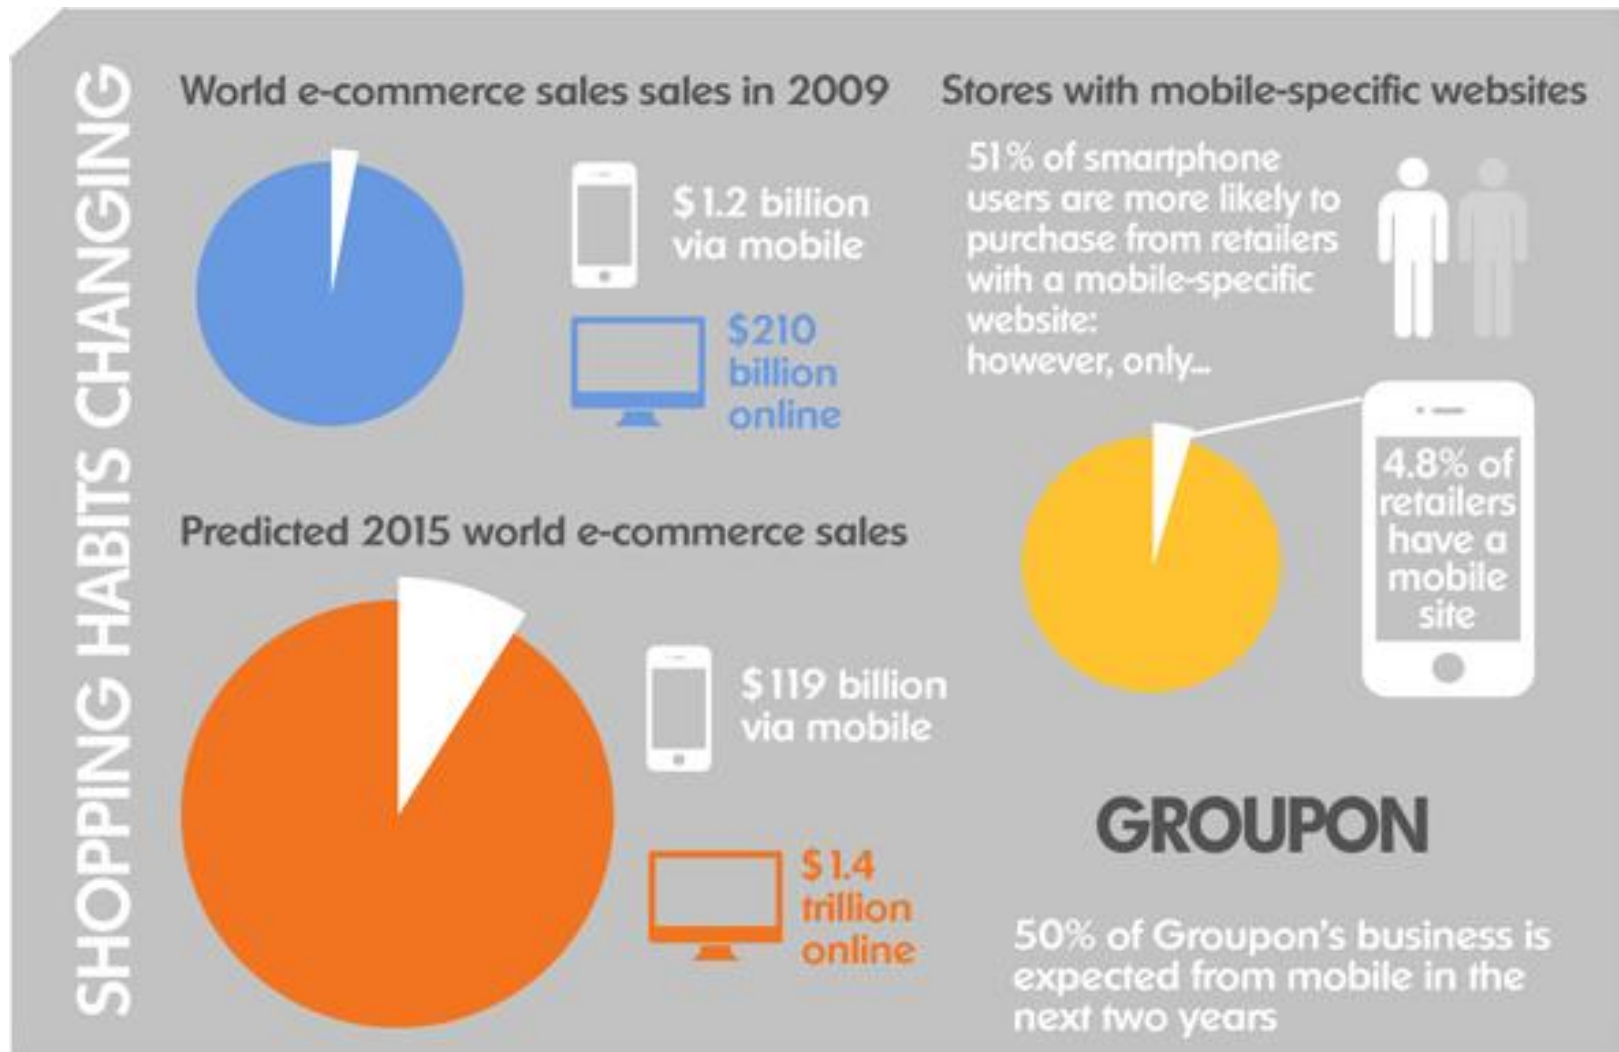 SHOPPING HABITS CHANGING
World e-commerce sales sales in 2009
$1.2 billion
via mobile
$210
billion
online
Predicted 2015 world e-commerce sales
$119 billion
via mobile
$1.4
trillion
online
Stores with mobile-specific websites
51% of smartphone
users are more likely to
purchase from retailers
with a mobile-specific
website:
however, only...
4.8% of
retailers
have a
mobile
site
GROUPON
50% of Groupon's business is
expected from mobile in the
next two years